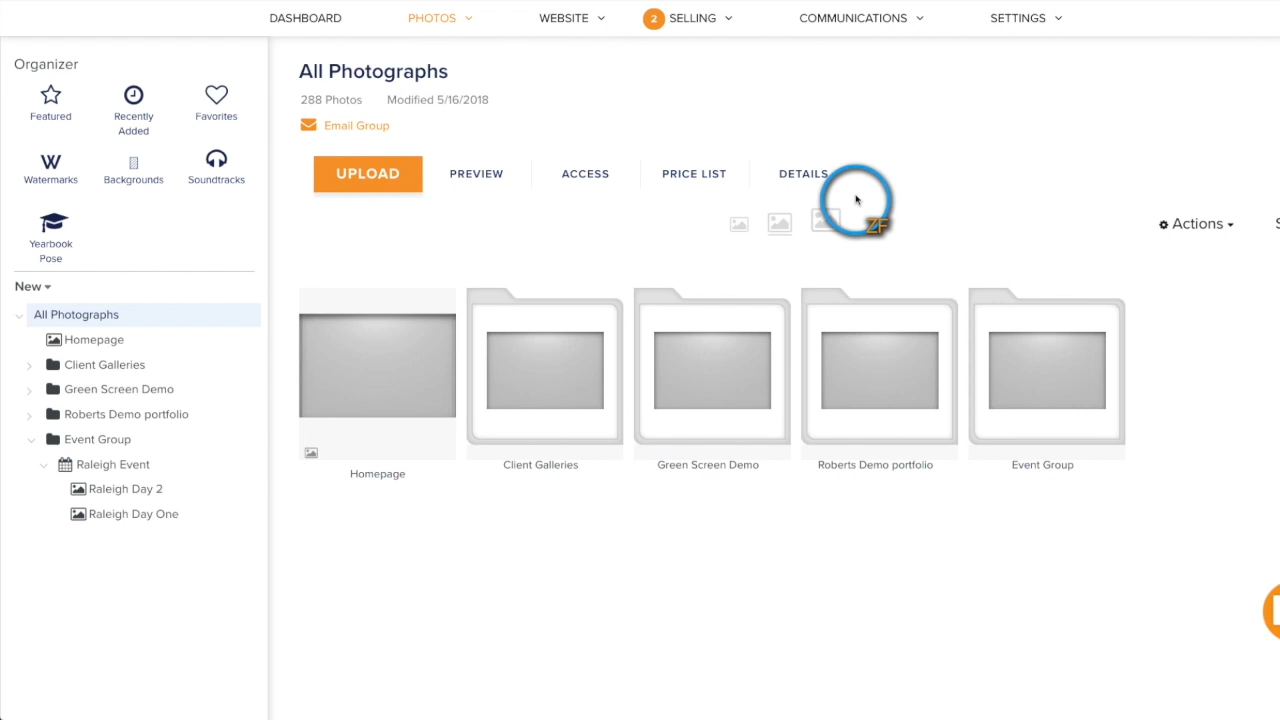 DASHBOARD PHOTOS WEBSITE 2 SELLING COMMUNICATIONS SETTINGS
Organizer
Featured
Recently
Added
Favorites
W
Watermarks
Backgrounds
Soundtracks
Yearbook
Pose
New
All Photographs
Homepage
Client Galleries
Green Screen Demo
Roberts Demo portfolio
Event Group
Raleigh Event
Raleigh Day 2
Raleigh Day One
All Photographs
288 Photos Modified 5/16/2018
Email Group
UPLOAD PREVIEW ACCESS PRICE LIST DETAILS
ZF
Actions S
Homepage
Client Galleries
Green Screen Demo
Roberts Demo portfolio
Event Group